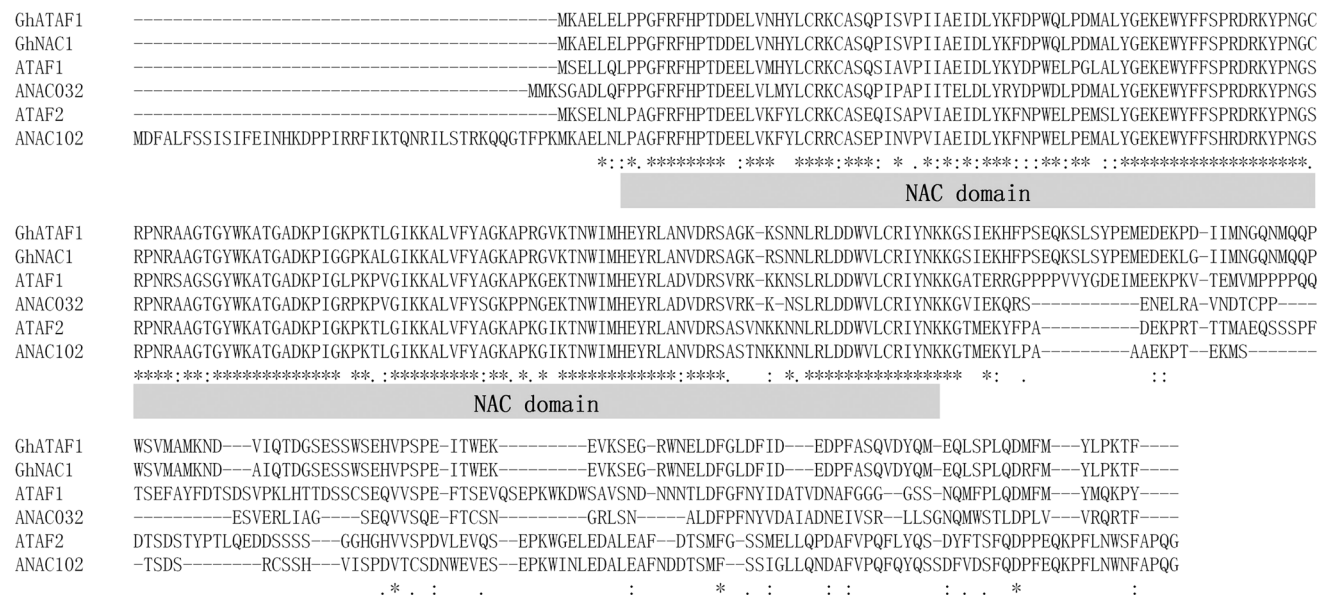 GhATAF1 ------------------------------------------MKAELELPPGFRFHPTDDELVNHYLCRKCASQPISVPIIAEIDLYKFDPWQLPDMALYGEKEWYFFSPRDRKYPNGC
GhNAC1 ------------------------------------------MKAELELPPGFRFHPTDDELVNHYLCRKCASQPISVPIIAEIDLYKFDPWQLPDMALYGEKEWYFFSPRDRKYPNGC
ATAF1 ------------------------------------------MSELLQLPPGFRFHPTDEELVMHYLCRKCASQSIAVPIIAEIDLYKYDPWELPGLALYGEKEWYFFSPRDRKYPNGS
ANAC032 ---------------------------------------MMKSGADLQFPPGFRFHPTDEELVLMYLCRKCASQPIPAPIITELDLYRYDPWDLPDMALYGEKEWYFFSPRDRKYPNGS
ATAF2 ------------------------------------------MKSELNLPAGFRFHPTDEELVKFYLCRKCASEQISAPVIAEIDLYKFNPWELPEMSLYGEKEWYFFSPRDRKYPNGS
ANAC102 MDFALFSSISIFEINHKDPPIRRFIKTQNRILSTRKQQGTFPKMKAELNLPAGFRFHPTDEELVKFYLCRRCASEPINVPVIAEIDLYKFNPWELPEMALYGEKEWYFFSHRDRKYPNGS
*::*.******** :*** ****:***: * .*:*:*:***:::**:** ::*******************.
NAC domain
GhATAF1 RPNRAAGTGYWKATGADKPIGKPKTLGIKKALVFYAGKAPRGVKTNWIMHEYRLANVDRSAGK-KSNNLRLDDWVLCRIYNKKGSIEKHFPSEQKSLSYPEMEDEKPD-IIMNGQNMQQP
GhNAC1 RPNRAAGTGYWKATGADKPIGGPKALGIKKALVFYAGKAPRGVKTNWIMHEYRLANVDRSAGK-RSNNLRLDDWVLCRIYNKKGSIEKHFPSEQKSLSYPEMEDEKLG-IIMNGQNMQQP
ATAF1 RPNRSAGSGYWKATGADKPIGLPKPVGIKKALVFYAGKAPKGEKTNWIMHEYRLADVDRSVRK-KKNSLRLDDWVLCRIYNKKGATERRGPPPPVVYGDEIMEEKPKV-TEMVMPPPPQQ
ANAC032 RPNRAAGTGYWKATGADKPIGRPKPVGIKKALVFYSGKPPNGEKTNWIMHEYRLADVDRSVRK-K-NSLRLDDWVLCRIYNKKGVIEKQRS-----------ENELRA-VNDTCPP----
ATAF2 RPNRAAGTGYWKATGADKPIGKPKTLGIKKALVFYAGKAPKGIKTNWIMHEYRLANVDRSASVNKKNNLRLDDWVLCRIYNKKGTMEKYFPA----------DEKPRT-TTMAEQSSSPF
ANAC102 RPNRAAGTGYWKATGADKPIGKPKTLGIKKALVFYAGKAPKGIKTNWIMHEYRLANVDRSASTNKKNNLRLDDWVLCRIYNKKGTMEKYLPA---------AAEKPT--EKMS-------
****:**:************* **.:*********:**.*.* ************:****. : *.**************** *: . ::
NAC domain
GhATAF1 WSVMAMKND---VIQTDGSESSWSEHVPSPE-ITWEK---------EVKSEG-RWNELDFGLDFID---EDPFASQVDYQM-EQLSPLQDMFM---YLPKTF----
GhNAC1 WSVMAMKND---AIQTDGSESSWSEHVPSPE-ITWEK---------EVKSEG-RWNELDFGLDFID---EDPFASQVDYQM-EQLSPLQDRFM---YLPKTF----
ATAF1 TSEFAYFDTSDSVPKLHTTDSSCSEQVVSPE-FTSEVQSEPKWKDWSAVSND-NNNTLDFGFNYIDATVDNAFGGG--GSS-NQMFPLQDMFM---YMQKPY----
ANAC032 ----------ESVERLIAG----SEQVVSQE-FTCSN---------GRLSN-----ALDFPFNYVDAIADNEIVSR--LLSGNQMWSTLDPLV---VRQRTF----
ATAF2 DTSDSTYPTLQEDDSSSS---GGHGHVVSPDVLEVQS--EPKWGELEDALEAF--DTSMFG-SSMELLQPDAFVPQFLYQS-DYFTSFQDPPEQKPFLNWSFAPQG
ANAC102 -TSDS-------RCSSH---VISPDVTCSDNWEVES--EPKWINLEDALEAFNDDTSMF--SSIGLLQNDAFVPQFQYQSSDFVDSFQDPFEQKPFLNWNFAPQG
.* . : . : * . : : : : . . * :